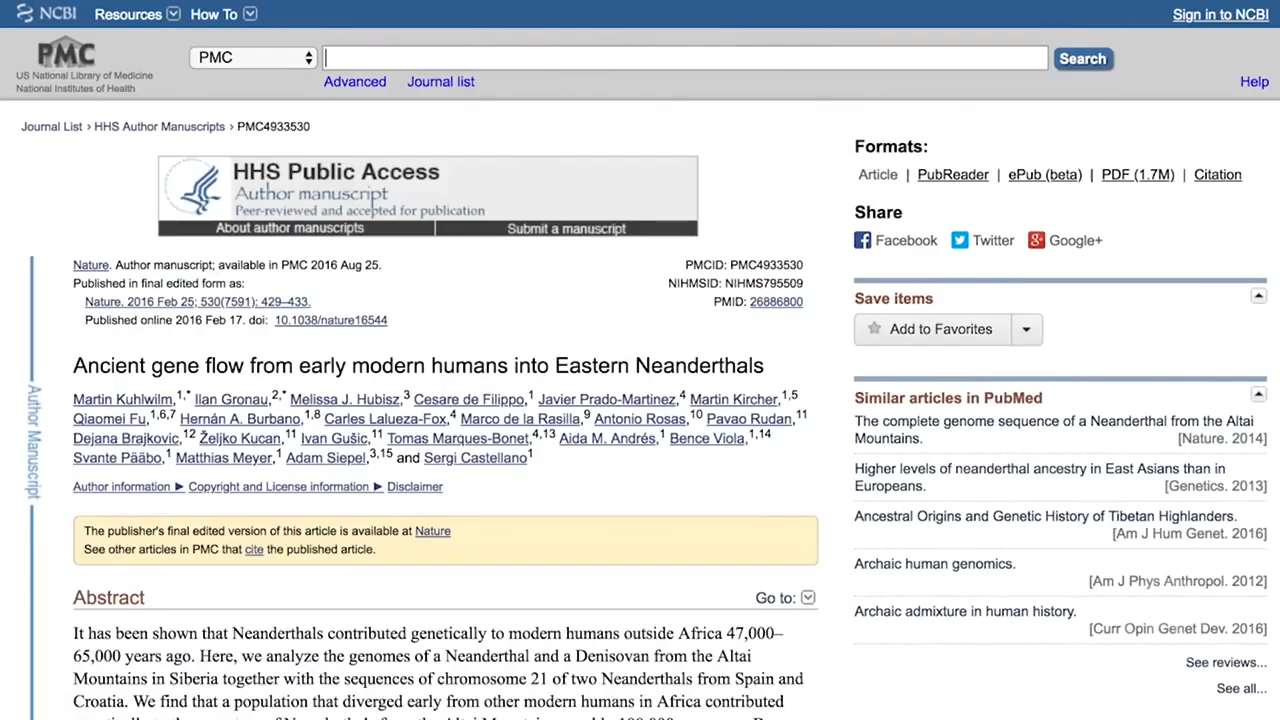 NCBI Resources How To Sign in to NCBI
PMC
US National Library of Medicine
National Institutes of Health
PMC
Search
Advanced Journal list
Help
Journal List › HHS Author Manuscripts › PMC4933530
HHS Public Access
Author manuscript
Peer-reviewed and accepted for publication
About author manuscripts Submit a manuscript
Author Manuscript
Nature. Author manuscript; available in PMC 2016 Aug 25.
Published in final edited form as:
Nature. 2016 Feb 25; 530(7591): 429–433.
Published online 2016 Feb 17. doi: 10.1038/nature16544
PMCID: PMC4933530
NIHMSID: NIHMS795509
PMID: 26886800
Ancient gene flow from early modern humans into Eastern Neanderthals
Martin Kuhlwilm,1,* Ilan Gronau,2,* Melissa J. Hubisz,3 Cesare de Filippo,1 Javier Prado-Martinez,4 Martin Kircher,1,5
Qiaomei Fu,1,6,7 Hernán A. Burbano,1,8 Carles Lalueza-Fox,4 Marco de la Rasilla,9 Antonio Rosas,10 Pavao Rudan,11
Dejana Brajkovic,12 Željko Kucan,11 Ivan Gušic,11 Tomas Marques-Bonet,4,13 Aida M. Andrés,1 Bence Viola,1,14
Svante Pääbo,1 Matthias Meyer,1 Adam Siepel,3,15 and Sergi Castellano1
Author information ► Copyright and License information ► Disclaimer
The publisher's final edited version of this article is available at Nature
See other articles in PMC that cite the published article.
Abstract Go to:
It has been shown that Neanderthals contributed genetically to modern humans outside Africa 47,000–
65,000 years ago. Here, we analyze the genomes of a Neanderthal and a Denisovan from the Altai
Mountains in Siberia together with the sequences of chromosome 21 of two Neanderthals from Spain and
Croatia. We find that a population that diverged early from other modern humans in Africa contributed
Formats:
Article | PubReader | ePub (beta) | PDF (1.7M) | Citation
Share
Facebook Twitter Google+
Save items
Add to Favorites
Similar articles in PubMed
The complete genome sequence of a Neanderthal from the Altai
Mountains. [Nature. 2014]
Higher levels of neanderthal ancestry in East Asians than in
Europeans. [Genetics. 2013]
Ancestral Origins and Genetic History of Tibetan Highlanders.
[Am J Hum Genet. 2016]
Archaic human genomics.
[Am J Phys Anthropol. 2012]
Archaic admixture in human history.
[Curr Opin Genet Dev. 2016]
See reviews...
See all...